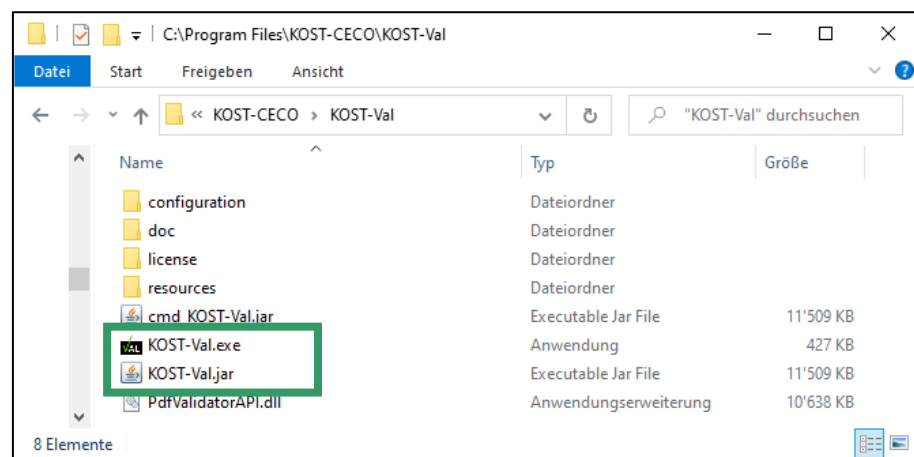 C:\Program Files\KOST-CECO\KOST-Val
Datei Start Freigeben Ansicht
« KOST-CECO › KOST-Val "KOST-Val" durchsuchen
Name Typ Größe
configuration Dateiordner
doc Dateiordner
license Dateiordner
resources Dateiordner
cmd_KOST-Val.jar Executable Jar File 11'509 KB
VAL KOST-Val.exe Anwendung 427 KB
KOST-Val.jar Executable Jar File 11'509 KB
PdfValidatorAPI.dll Anwendungserweiterung 10'638 KB
8 Elemente